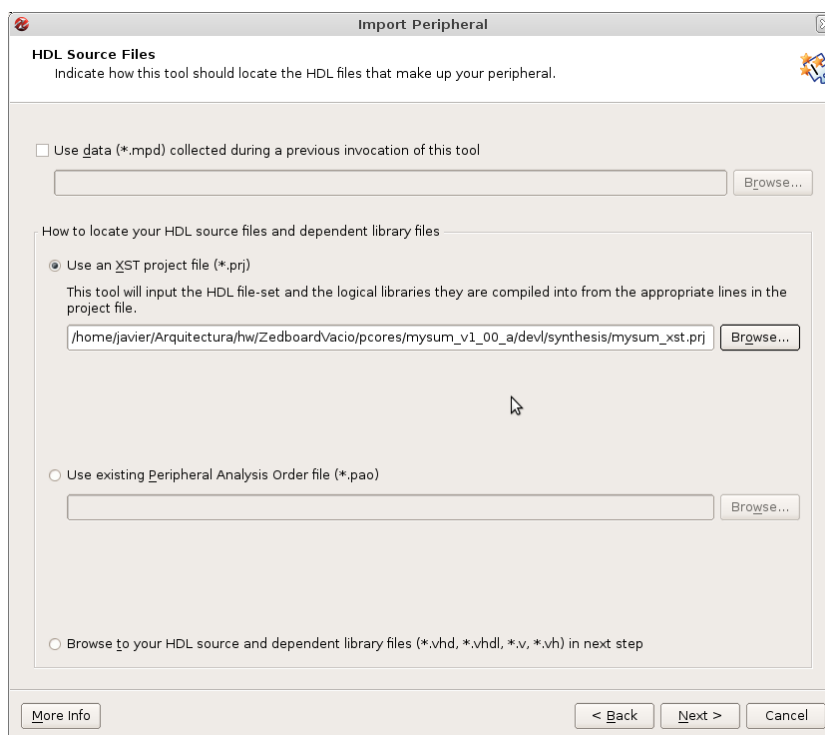 Import Peripheral
HDL Source Files
Indicate how this tool should locate the HDL files that make up your peripheral.
Use data (*.mpd) collected during a previous invocation of this tool
Browse...
How to locate your HDL source files and dependent library files
Use an XST project file (*.prj)
This tool will input the HDL file-set and the logical libraries they are compiled into from the appropriate lines in the
project file.
/home/javier/Arquitectura/hw/ZedboardVacio/pcores/mysum_v1_00_a/devl/synthesis/mysum_xst.prj
Browse...
Use existing Peripheral Analysis Order file (*.pao)
Browse...
Browse to your HDL source and dependent library files (*.vhd, *.vhdl, *.v, *.vh) in next step
More Info
< Back
Next >
Cancel